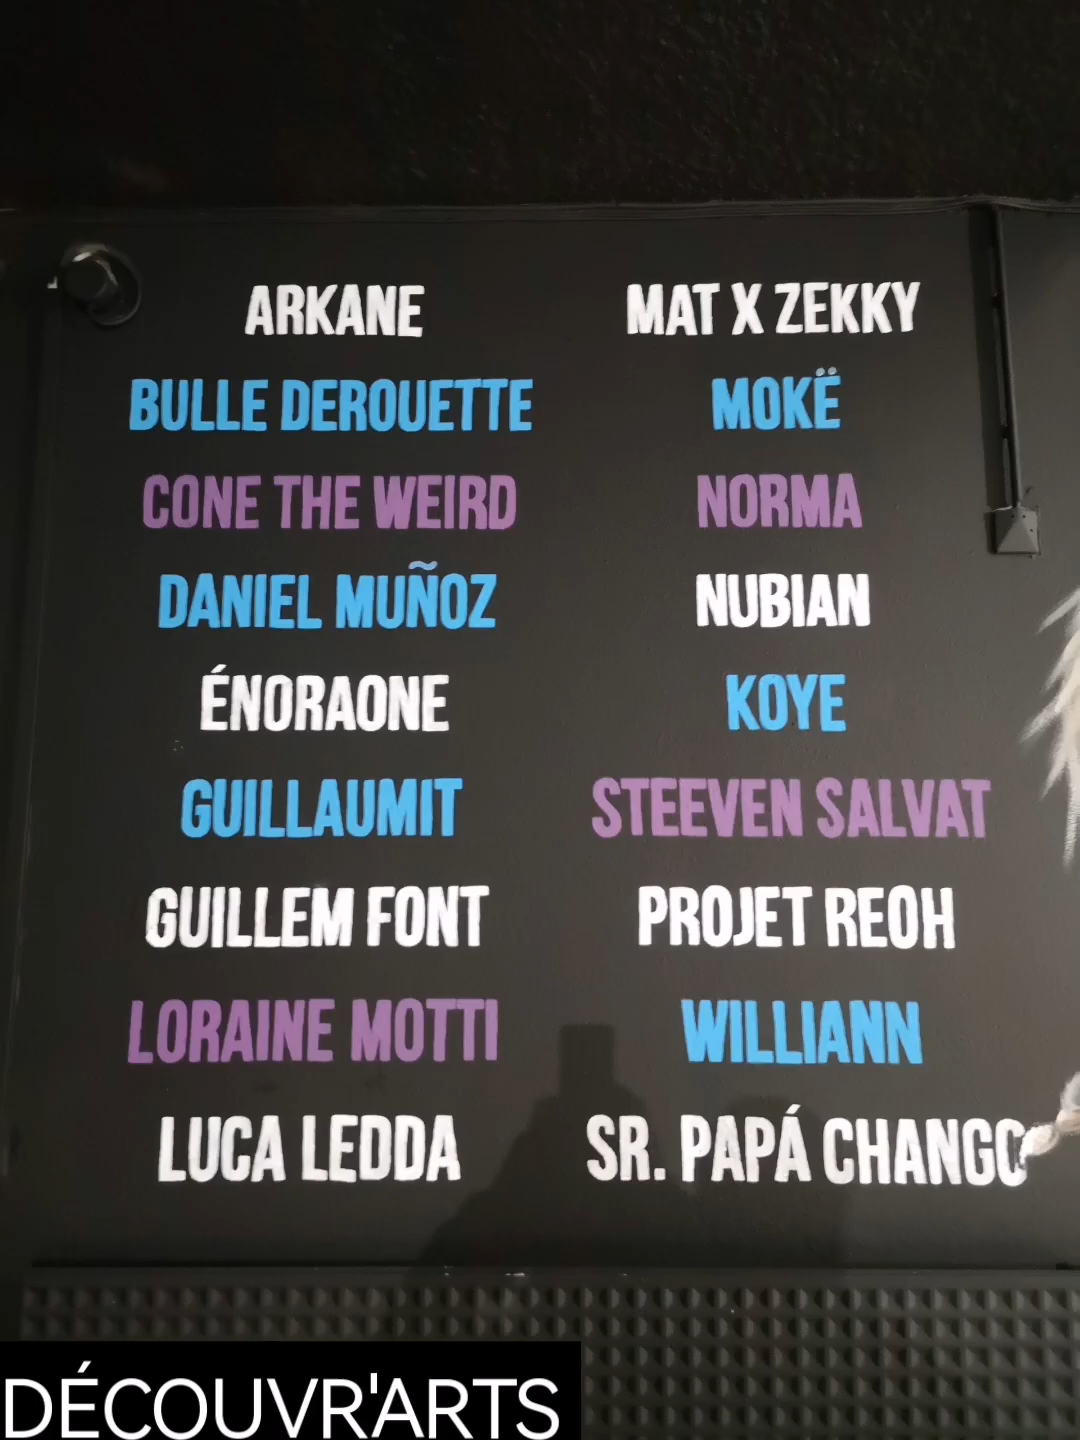 ARKANE
BULLE DEROUETTE
CONE THE WEIRD
DANIEL MUÑOZ
ÉNORAONE
GUILLAUMIT
GUILLEM FONT
LORAINE MOTTI
LUCA LEDDA
MAT X ZEKKY
MOKË
NORMA
NUBIAN
KOYE
STEEVEN SALVAT
PROJET REOH
WILLIANN
SR. PAPÁ CHANGO
DÉCOUVR'ARTS